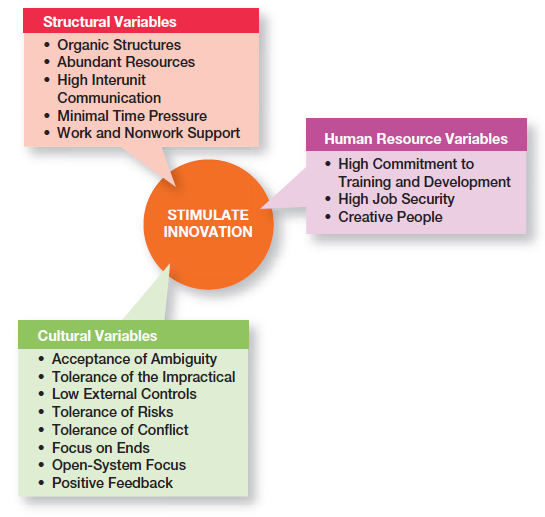 Structural Variables
• Organic Structures
• Abundant Resources
• High Interunit
Communication
• Minimal Time Pressure
• Work and Nonwork Support
Human Resource Variables
• High Commitment to
Training and Development
• High Job Security
• Creative People
STIMULATE
INNOVATION
Cultural Variables
• Acceptance of Ambiguity
• Tolerance of the Impractical
• Low External Controls
• Tolerance of Risks
• Tolerance of Conflict
• Focus on Ends
• Open-System Focus
• Positive Feedback